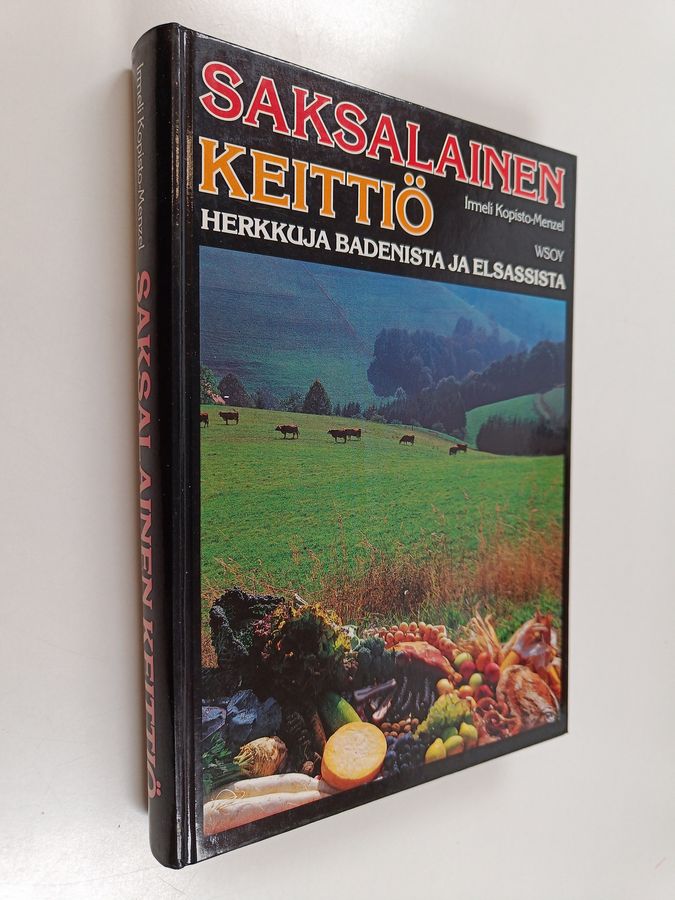 SAKSALAINEN
KEITTIÖ
Irmeli Kopisto-Menzel
WSOY
HERKKUJA BADENISTA JA ELSASSISTA
Irmeli Kopisto-Menzel
SAKSALAINEN KEITTIÖ